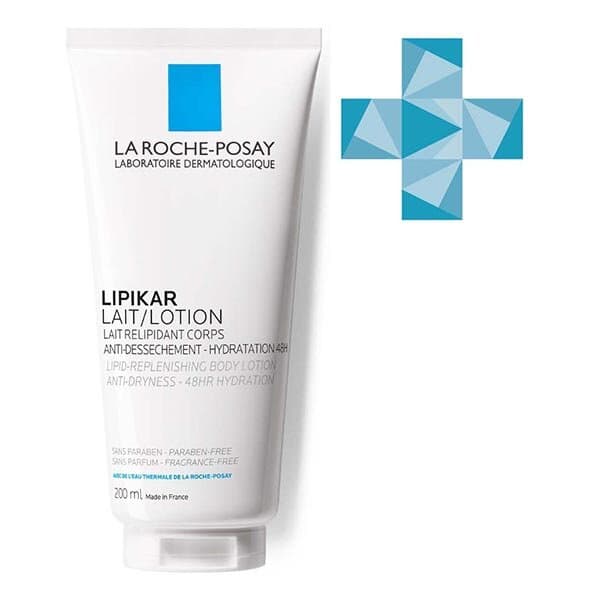 LA ROCHE-POSAY
LABORATOIRE DERMATOLOGIQUE
LIPIKAR
LAIT/LOTION
LAIT RELIPIDANT CORPS
ANTI-DESSECHEMENT - HYDRATATION 48H
LIPID-REPLENISHING BODY LOTION
ANTI-DRYNESS - 48HR HYDRATION
SANS PARABEN - PARABEN-FREE
SANS PARFUM - FRAGRANCE-FREE
AVEC DE L'EAU THERMALE DE LA ROCHE-POSAY
200 ml Made in France